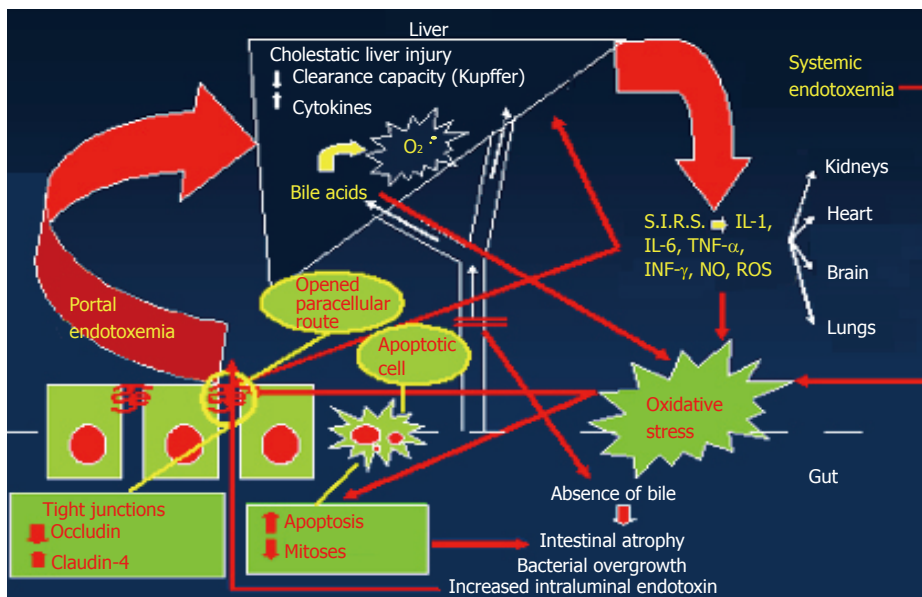 Liver
Cholestatic liver injury
Clearance capacity (Kupffer)
Cytokines
O2
Bile acids
Systemic
endotoxemia
Kidneys
Heart
Brain
Lungs
S.I.R.S. IL-1,
IL-6, TNF-α,
INF-γ, NO, ROS
Portal
endotoxemia
Opened
paracellular
route
Apoptotic
cell
Oxidative
stress
Gut
Tight junctions
Occludin
Claudin-4
Apoptosis
Mitoses
Absence of bile
Intestinal atrophy
Bacterial overgrowth
Increased intraluminal endotoxin